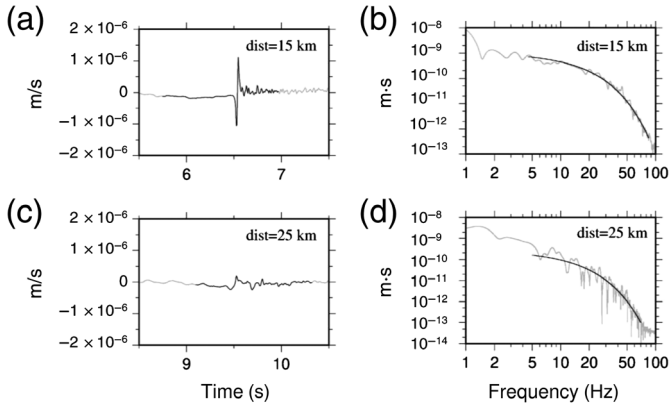 (a)
2 × 10⁻⁶
1 × 10⁻⁶
0
−1 × 10⁻⁶
−2 × 10⁻⁶
m/s
dist=15 km
6
7
(b)
10⁻⁸
10⁻⁹
10⁻¹⁰
10⁻¹¹
10⁻¹²
10⁻¹³
m·s
dist=15 km
1
2
5
10
20
50
100
(c)
2 × 10⁻⁶
1 × 10⁻⁶
0
−1 × 10⁻⁶
−2 × 10⁻⁶
m/s
dist=25 km
9
10
Time (s)
(d)
10⁻⁸
10⁻⁹
10⁻¹⁰
10⁻¹¹
10⁻¹²
10⁻¹³
10⁻¹⁴
m·s
dist=25 km
1
2
5
10
20
50
100
Frequency (Hz)